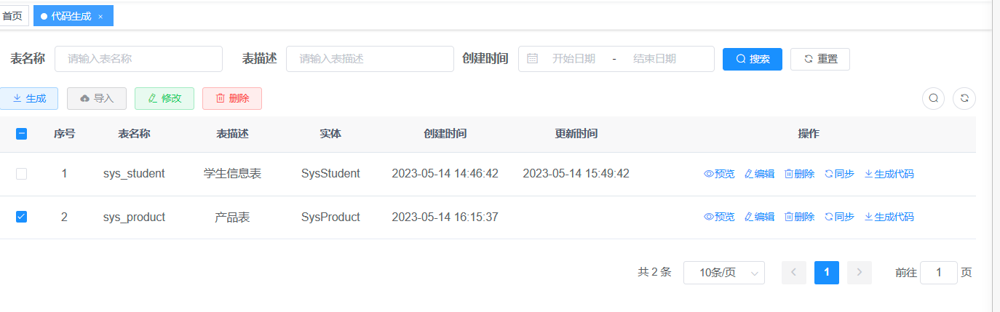 首页 代码生成 ×
表名称 请输入表名称 表描述 请输入表描述 创建时间 开始日期 - 结束日期 搜索 重置
生成 导入 修改 删除
序号 表名称 表描述 实体 创建时间 更新时间 操作
1 sys_student 学生信息表 SysStudent 2023-05-14 14:46:42 2023-05-14 15:49:42 预览 编辑 删除 同步 生成代码
2 sys_product 产品表 SysProduct 2023-05-14 16:15:37 预览 编辑 删除 同步 生成代码
共 2 条 10条/页 1 前往 1 页